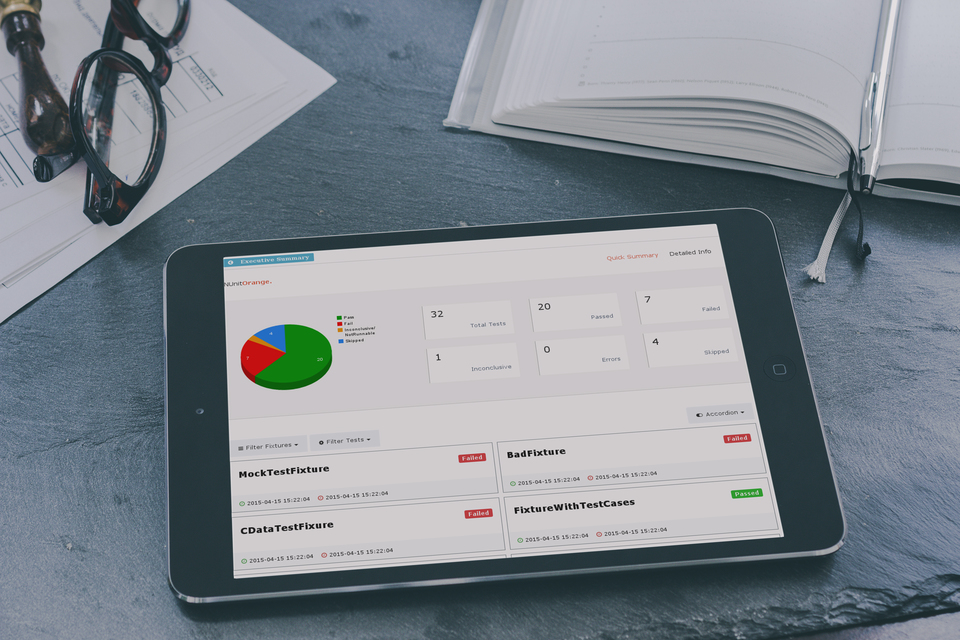 Executive Summary
Quick Summary Detailed Info
NUnitOrange.
Pass
Fail
Inconclusive/
NotRunnable
Skipped
4
7
20
32
Total Tests
20
Passed
7
Failed
1
Inconclusive
0
Errors
4
Skipped
Accordion
Filter Fixtures Filter Tests
MockTestFixture Failed
2015-04-15 15:22:04 2015-04-15 15:22:04
BadFixture Failed
2015-04-15 15:22:04 2015-04-15 15:22:04
CDataTestFixure Failed
2015-04-15 15:22:04 2015-04-15 15:22:04
FixtureWithTestCases Passed
2015-04-15 15:22:04 2015-04-15 15:22:04